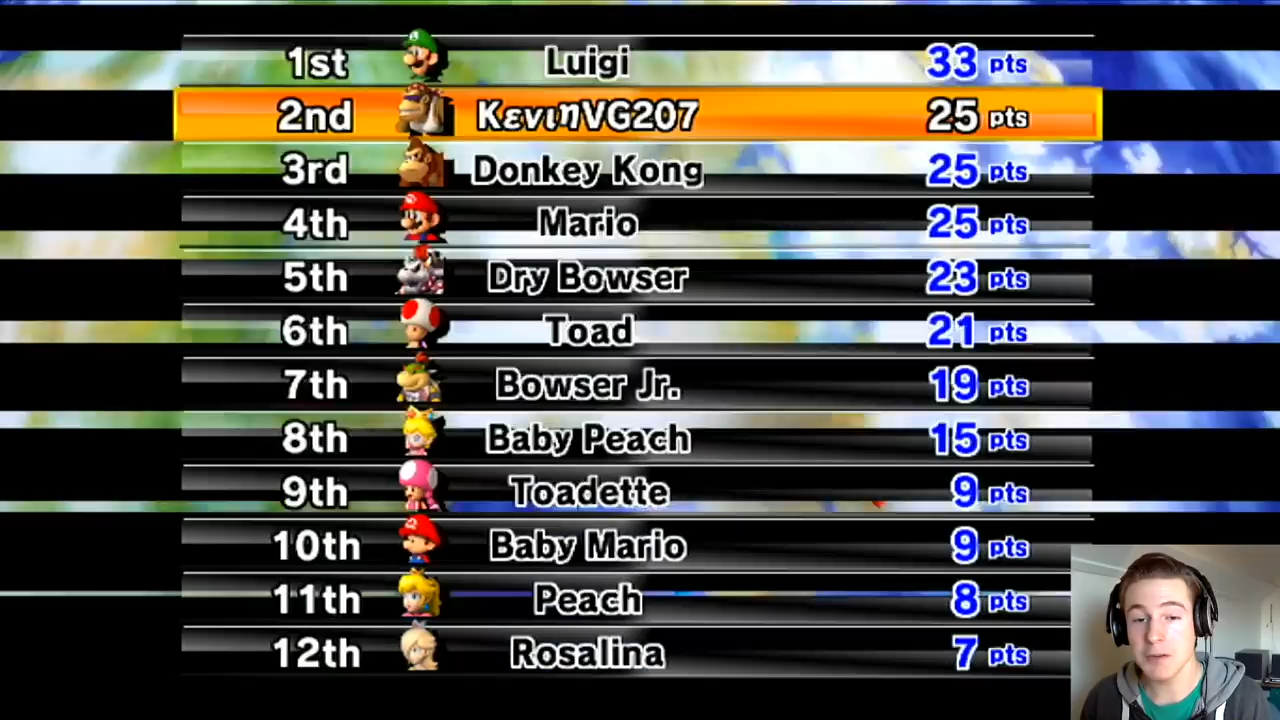 1st Luigi 33 pts
2nd KενιηVG207 25 pts
3rd Donkey Kong 25 pts
4th Mario 25 pts
5th Dry Bowser 23 pts
6th Toad 21 pts
7th Bowser Jr. 19 pts
8th Baby Peach 15 pts
9th Toadette 9 pts
10th Baby Mario 9 pts
11th Peach 8 pts
12th Rosalina 7 pts